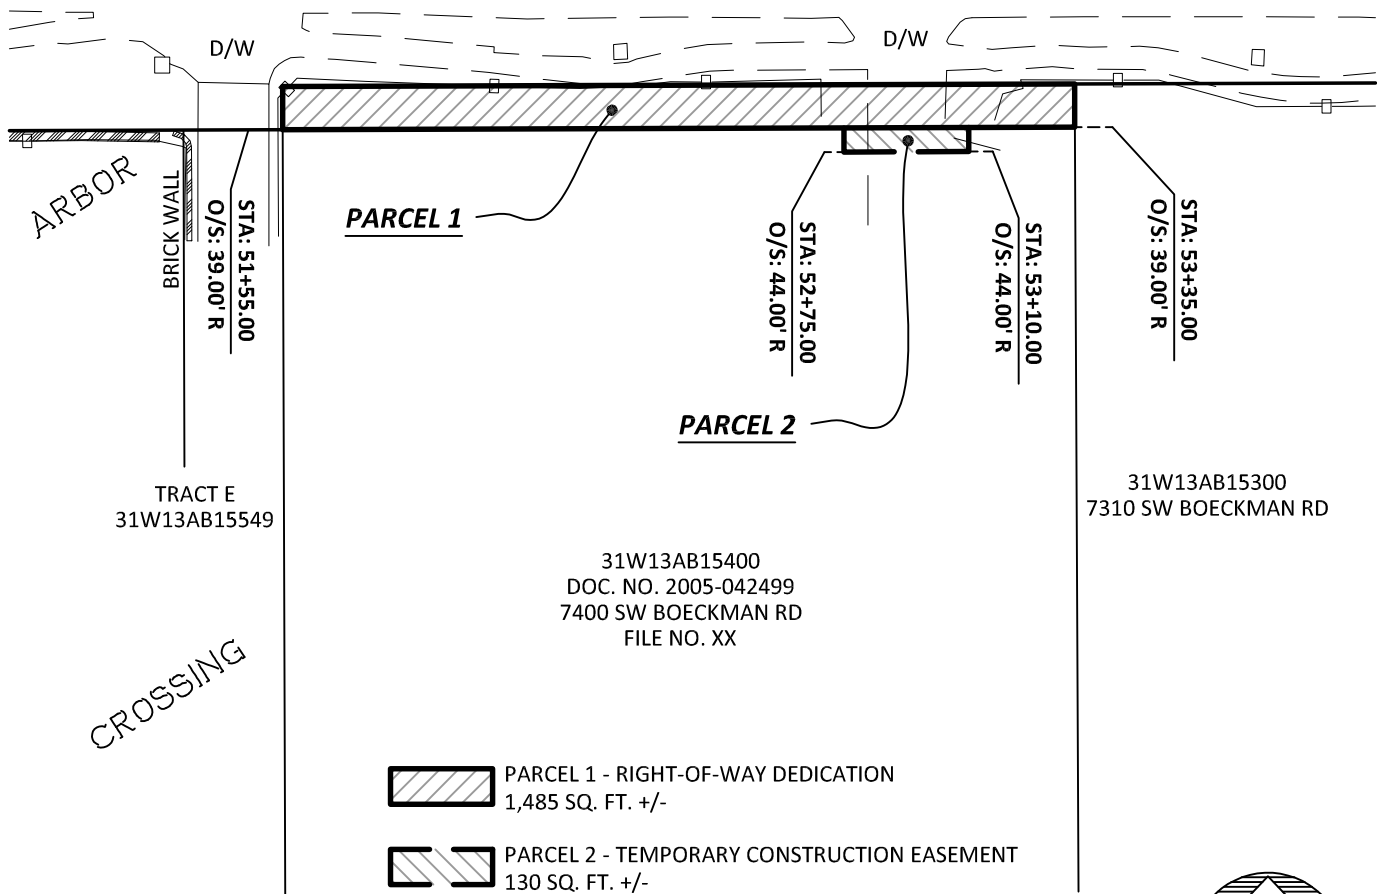 D/W
D/W
ARBOR
BRICK WALL
STA: 51+55.00
O/S: 39.00' R
PARCEL 1
STA: 52+75.00
O/S: 44.00' R
STA: 53+10.00
O/S: 44.00' R
STA: 53+35.00
O/S: 39.00' R
PARCEL 2
TRACT E
31W13AB15549
31W13AB15300
7310 SW BOECKMAN RD
31W13AB15400
DOC. NO. 2005-042499
7400 SW BOECKMAN RD
FILE NO. XX
CROSSING
PARCEL 1 - RIGHT-OF-WAY DEDICATION
1,485 SQ. FT. +/-
PARCEL 2 - TEMPORARY CONSTRUCTION EASEMENT
130 SQ. FT. +/-